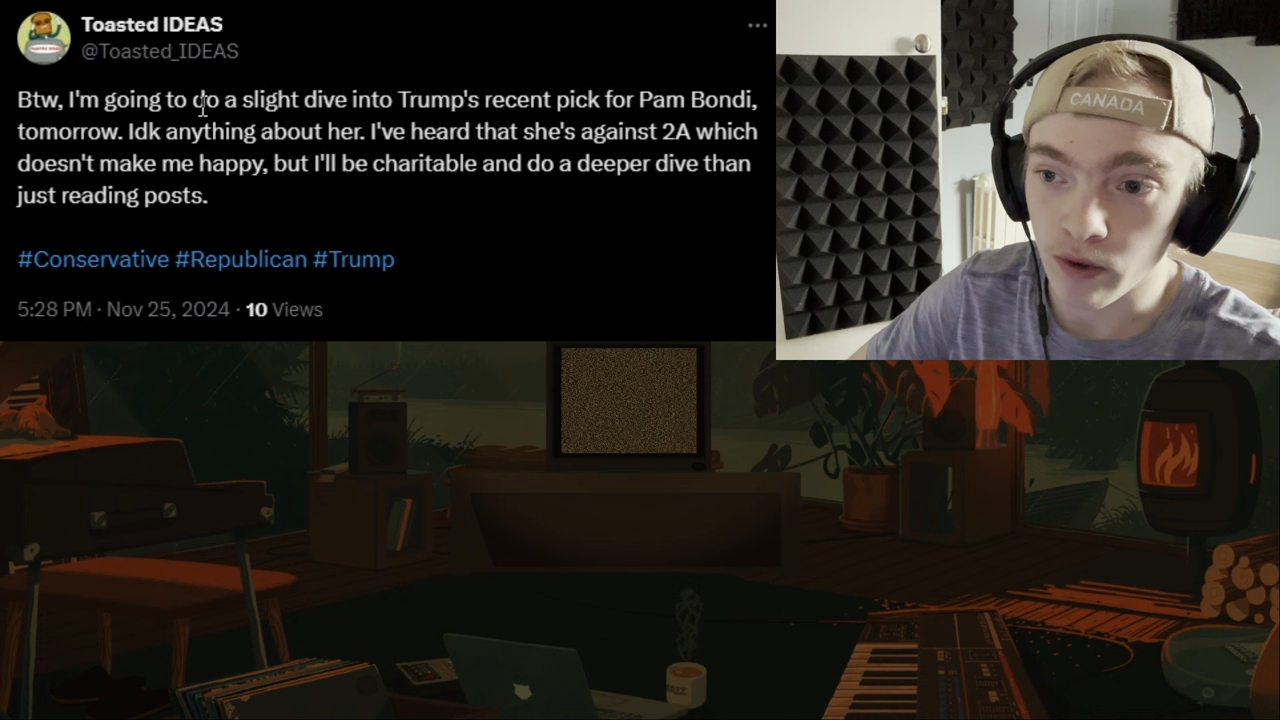 Toasted IDEAS
@Toasted_IDEAS
Btw, I'm going to do a slight dive into Trump's recent pick for Pam Bondi,
tomorrow. Idk anything about her. I've heard that she's against 2A which
doesn't make me happy, but I'll be charitable and do a deeper dive than
just reading posts.
#Conservative #Republican #Trump
5:28 PM · Nov 25, 2024 · 10 Views
CANADA